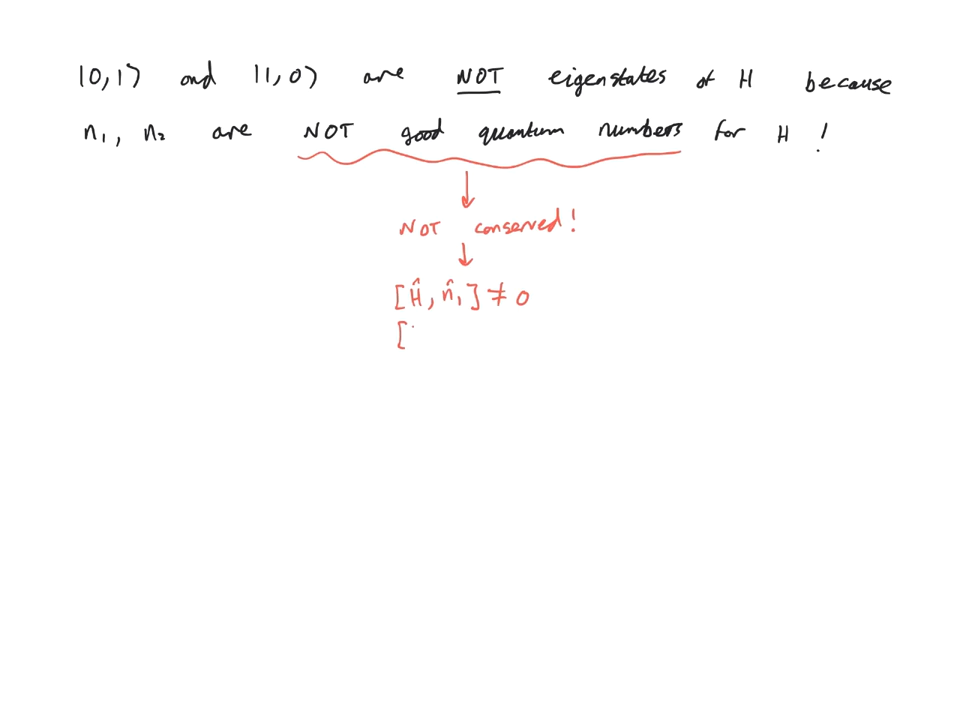 |0,1⟩ and |1,0⟩ are NOT eigenstates of H because
n₁, n₂ are NOT good quantum numbers for H !
NOT conserved!
[Ĥ, n̂₁] ≠ 0
[